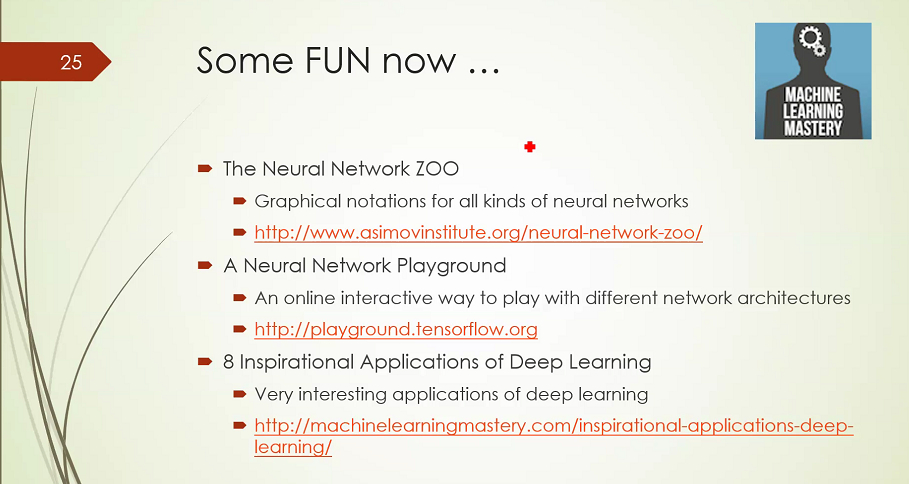 25
Some FUN now …
MACHINE
LEARNING
MASTERY
The Neural Network ZOO
Graphical notations for all kinds of neural networks
http://www.asimovinstitute.org/neural-network-zoo/
A Neural Network Playground
An online interactive way to play with different network architectures
http://playground.tensorflow.org
8 Inspirational Applications of Deep Learning
Very interesting applications of deep learning
http://machinelearningmastery.com/inspirational-applications-deep-
learning/